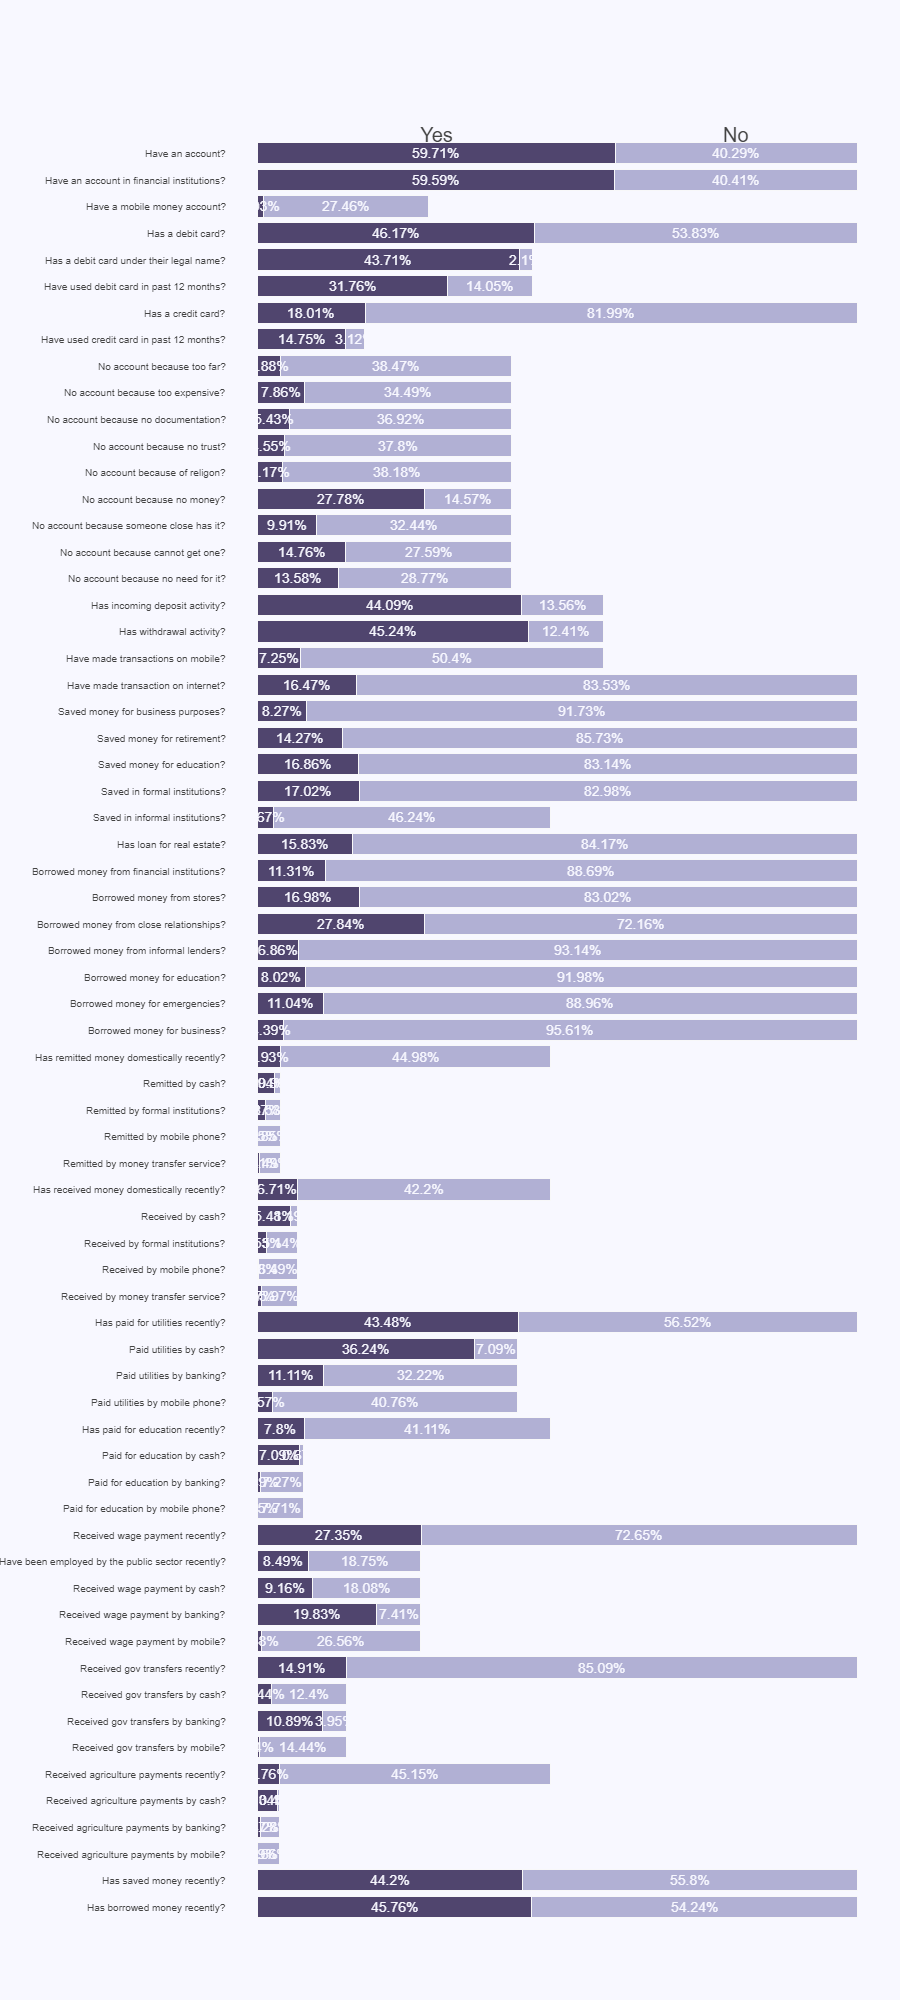 Yes No
Have an account? 59.71% 40.29%
Have an account in financial institutions? 59.59% 40.41%
Have a mobile money account? 27.46%
Has a debit card? 46.17% 53.83%
Has a debit card under their legal name? 43.71%
Have used debit card in past 12 months? 31.76% 14.05%
Has a credit card? 18.01% 81.99%
Have used credit card in past 12 months? 14.75% 3.12
No account because too far? .88% 38.47%
No account because too expensive? 7.86% 34.49%
No account because no documentation? 5.43% 36.92%
No account because no trust? .55% 37.8%
No account because of religon? .17% 38.18%
No account because no money? 27.78% 14.57%
No account because someone close has it? 9.91% 32.44%
No account because cannot get one? 14.76% 27.59%
No account because no need for it? 13.58% 28.77%
Has incoming deposit activity? 44.09% 13.56%
Has withdrawal activity? 45.24% 12.41%
Have made transactions on mobile? 7.25% 50.4%
Have made transaction on internet? 16.47% 83.53%
Saved money for business purposes? 8.27% 91.73%
Saved money for retirement? 14.27% 85.73%
Saved money for education? 16.86% 83.14%
Saved in formal institutions? 17.02% 82.98%
Saved in informal institutions? 67% 46.24%
Has loan for real estate? 15.83% 84.17%
Borrowed money from financial institutions? 11.31% 88.69%
Borrowed money from stores? 16.98% 83.02%
Borrowed money from close relationships? 27.84% 72.16%
Borrowed money from informal lenders? 6.86% 93.14%
Borrowed money for education? 8.02% 91.98%
Borrowed money for emergencies? 11.04% 88.96%
Borrowed money for business? .39% 95.61%
Has remitted money domestically recently? .93% 44.98%
Remitted by cash?
Remitted by formal institutions?
Remitted by mobile phone?
Remitted by money transfer service?
Has received money domestically recently? 6.71% 42.2%
Received by cash?
Received by formal institutions?
Received by mobile phone?
Received by money transfer service?
Has paid for utilities recently? 43.48% 56.52%
Paid utilities by cash? 36.24% 7.09%
Paid utilities by banking? 11.11% 32.22%
Paid utilities by mobile phone? 57% 40.76%
Has paid for education recently? 7.8% 41.11%
Paid for education by cash?
Paid for education by banking?
Paid for education by mobile phone?
Received wage payment recently? 27.35% 72.65%
Have been employed by the public sector recently? 8.49% 18.75%
Received wage payment by cash? 9.16% 18.08%
Received wage payment by banking? 19.83% 7.41%
Received wage payment by mobile? 8% 26.56%
Received gov transfers recently? 14.91% 85.09%
Received gov transfers by cash? 44% 12.4%
Received gov transfers by banking? 10.89% 3.95%
Received gov transfers by mobile? 14.44%
Received agriculture payments recently? .76% 45.15%
Received agriculture payments by cash?
Received agriculture payments by banking?
Received agriculture payments by mobile?
Has saved money recently? 44.2% 55.8%
Has borrowed money recently? 45.76% 54.24%